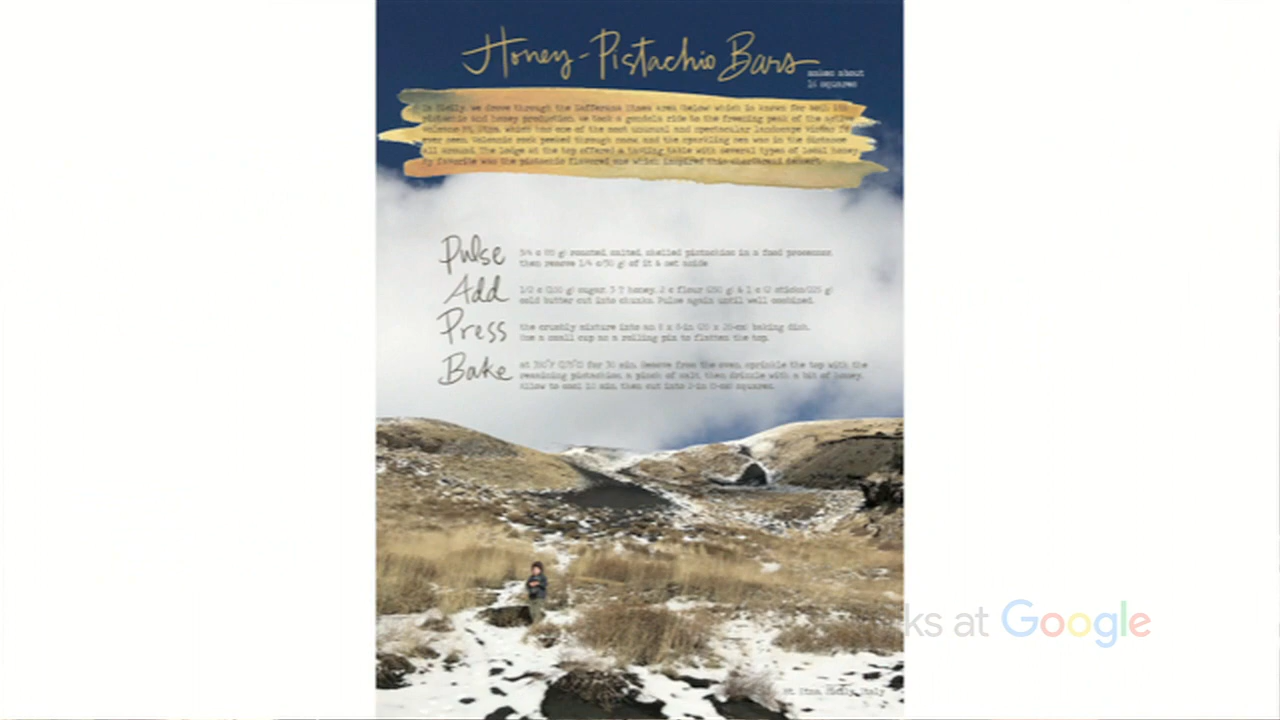 Honey-Pistachio Bars
makes about
16 squares
In Sicily, we drove through the Zafferana Etnea area (below which is known for both its
pistachio and honey production. We took a gondola ride to the freezing peak of the active
volcano Mt. Etna, which has one of the most unusual and spectacular landscape views I've
ever seen. Volcanic rock peeked through snow, and the sparkling sea was in the distance
all around. The lodge at the top offered a tasting table with several types of local honey.
My favorite was the pistachio flavored one which inspired this shortbread dessert.
Pulse
3/4 c (115 g) roasted, salted, shelled pistachios in a food processor,
then remove 1/4 c/30 g) of it & set aside
Add
1/2 c (100 g) sugar, 3 T honey, 2 c flour (250 g) & 1 c (2 sticks/225 g)
cold butter cut into chunks. Pulse again until well combined.
Press
the crumbly mixture into an 8 x 8-in (20 x 20-cm) baking dish.
Use a small cup as a rolling pin to flatten the top.
Bake
at 350°F (175°C) for 30 min. Remove from the oven, sprinkle the top with the
remaining pistachios, a pinch of salt, then drizzle with a bit of honey.
Allow to cool 10 min, then cut into 2-in (5-cm) squares.
ks at Google
Mt. Etna, Sicily, Italy